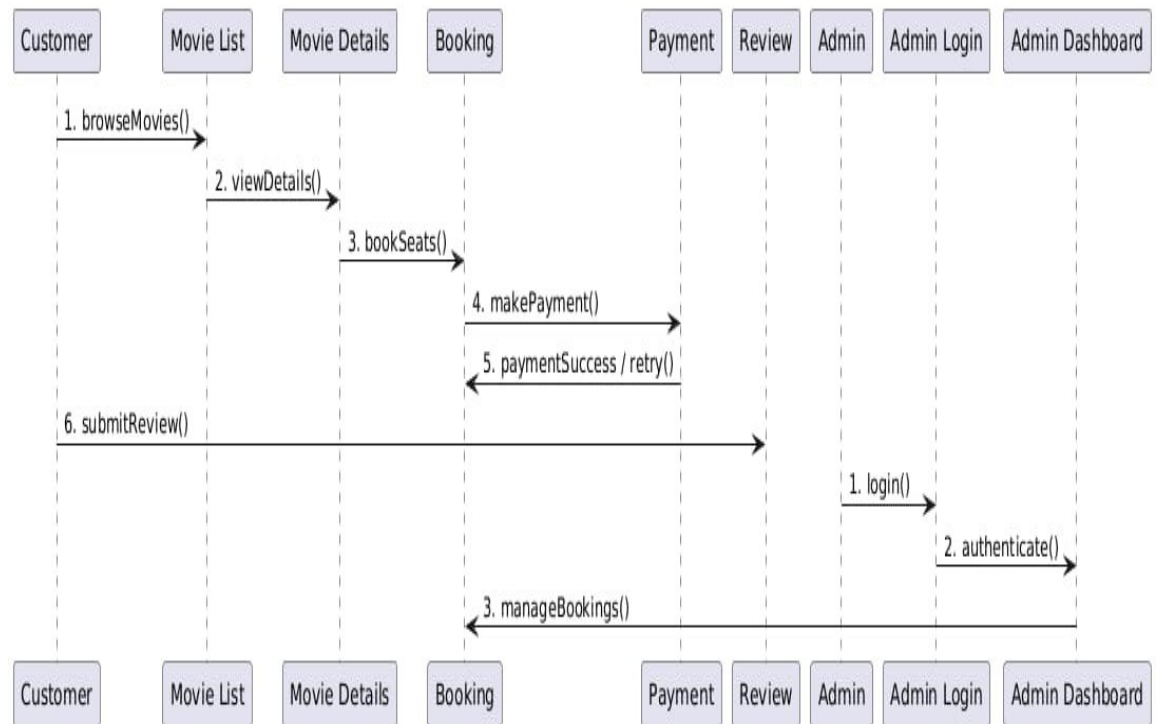 Customer Movie List Movie Details Booking Payment Review Admin Admin Login Admin Dashboard
1. browseMovies()
2. viewDetails()
3. bookSeats()
4. makePayment()
5. paymentSuccess / retry()
6. submitReview()
1. login()
2. authenticate()
3. manageBookings()
Customer Movie List Movie Details Booking Payment Review Admin Admin Login Admin Dashboard